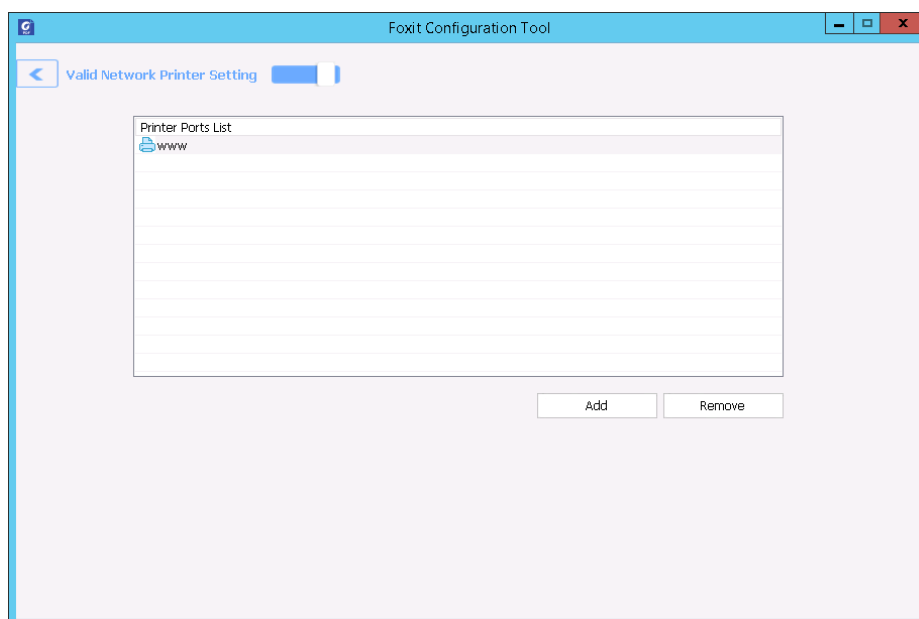 Foxit Configuration Tool
Valid Network Printer Setting
Printer Ports List
www
Add
Remove